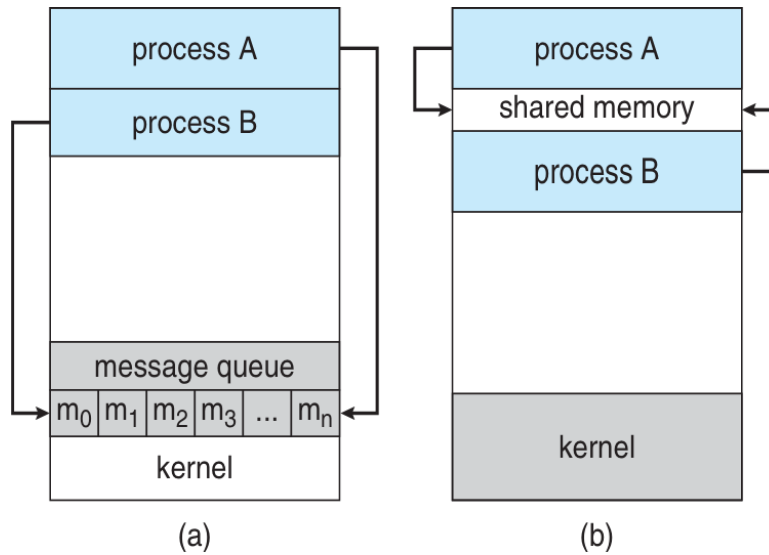 process A
process B
message queue
m0 m1 m2 m3 ... mn
kernel
(a)
process A
shared memory
process B
kernel
(b)